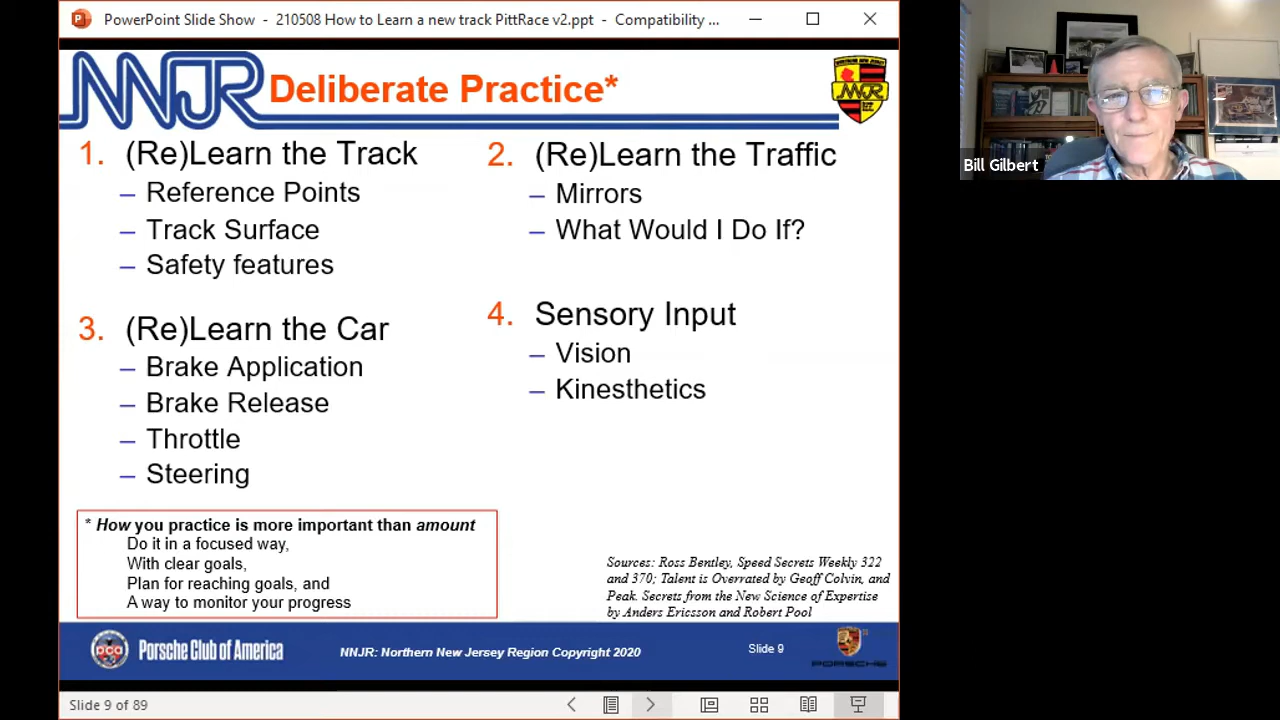 PowerPoint Slide Show - 210508 How to Learn a new track PittRace v2.ppt - Compatibility ...
NNJR
Deliberate Practice*
NNJR
1. (Re)Learn the Track
– Reference Points
– Track Surface
– Safety features
2. (Re)Learn the Traffic
– Mirrors
– What Would I Do If?
3. (Re)Learn the Car
– Brake Application
– Brake Release
– Throttle
– Steering
4. Sensory Input
– Vision
– Kinesthetics
* How you practice is more important than amount
Do it in a focused way,
With clear goals,
Plan for reaching goals, and
A way to monitor your progress
Sources: Ross Bentley, Speed Secrets Weekly 322
and 370; Talent is Overrated by Geoff Colvin, and
Peak. Secrets from the New Science of Expertise
by Anders Ericsson and Robert Pool
pca
Porsche Club of America
NNJR: Northern New Jersey Region Copyright 2020
Slide 9
PORSCHE
Slide 9 of 89
Bill Gilbert